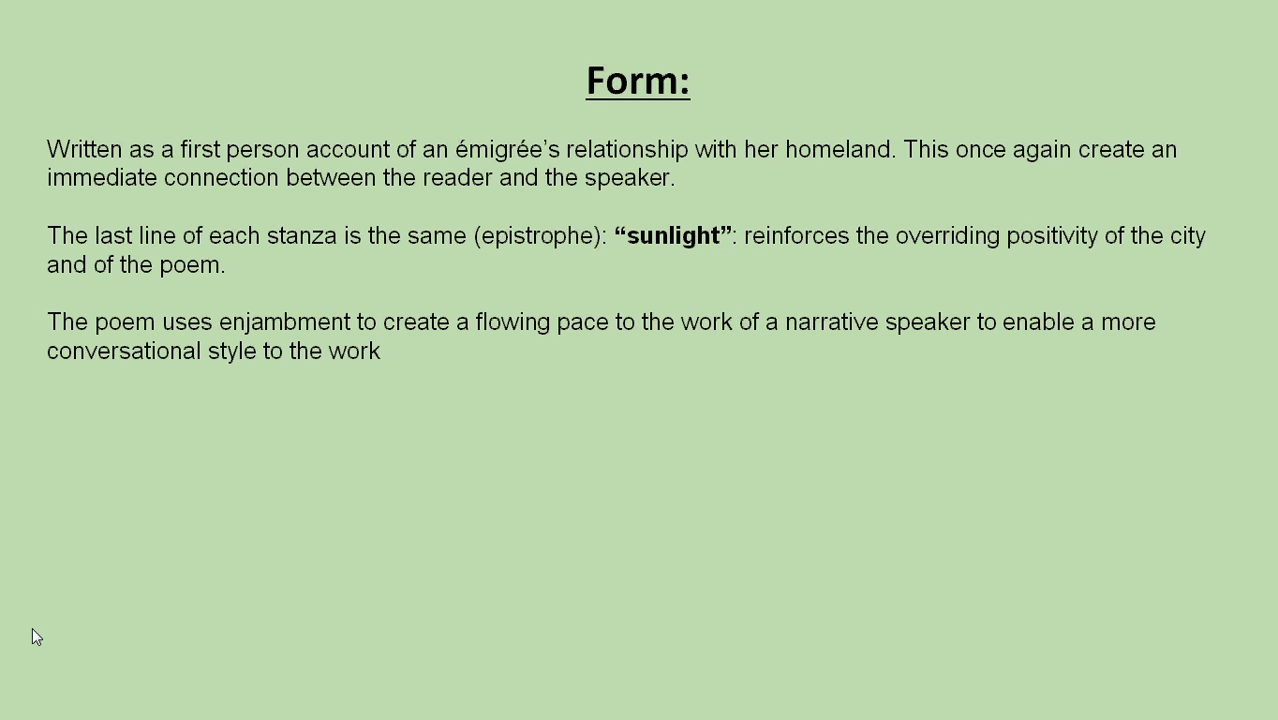 Form:
Written as a first person account of an émigrée’s relationship with her homeland. This once again create an
immediate connection between the reader and the speaker.
The last line of each stanza is the same (epistrophe): “sunlight”: reinforces the overriding positivity of the city
and of the poem.
The poem uses enjambment to create a flowing pace to the work of a narrative speaker to enable a more
conversational style to the work